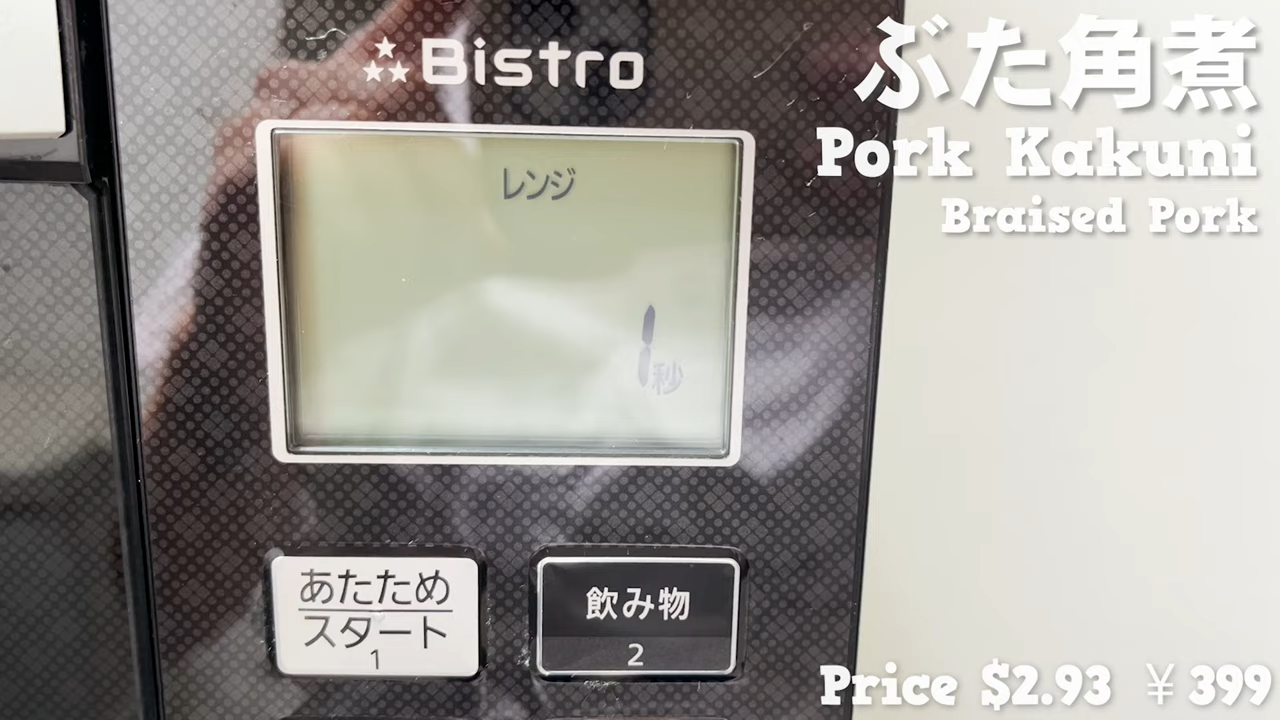 Bistro
レンジ
1秒
あたため
スタート
1
飲み物
2
ぶた角煮
Pork Kakuni
Braised Pork
Price $2.93 ¥399